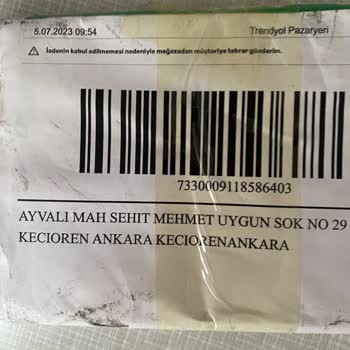 5.07.2023 09:54 Trendyol Pazaryeri
İadenin kabul edilmemesi nedeniyle mağazadan müşteriye tekrar gönderim.
7330009118586403
AYVALI MAH SEHIT MEHMET UYGUN SOK NO 29
KECIOREN ANKARA KECIORENANKARA